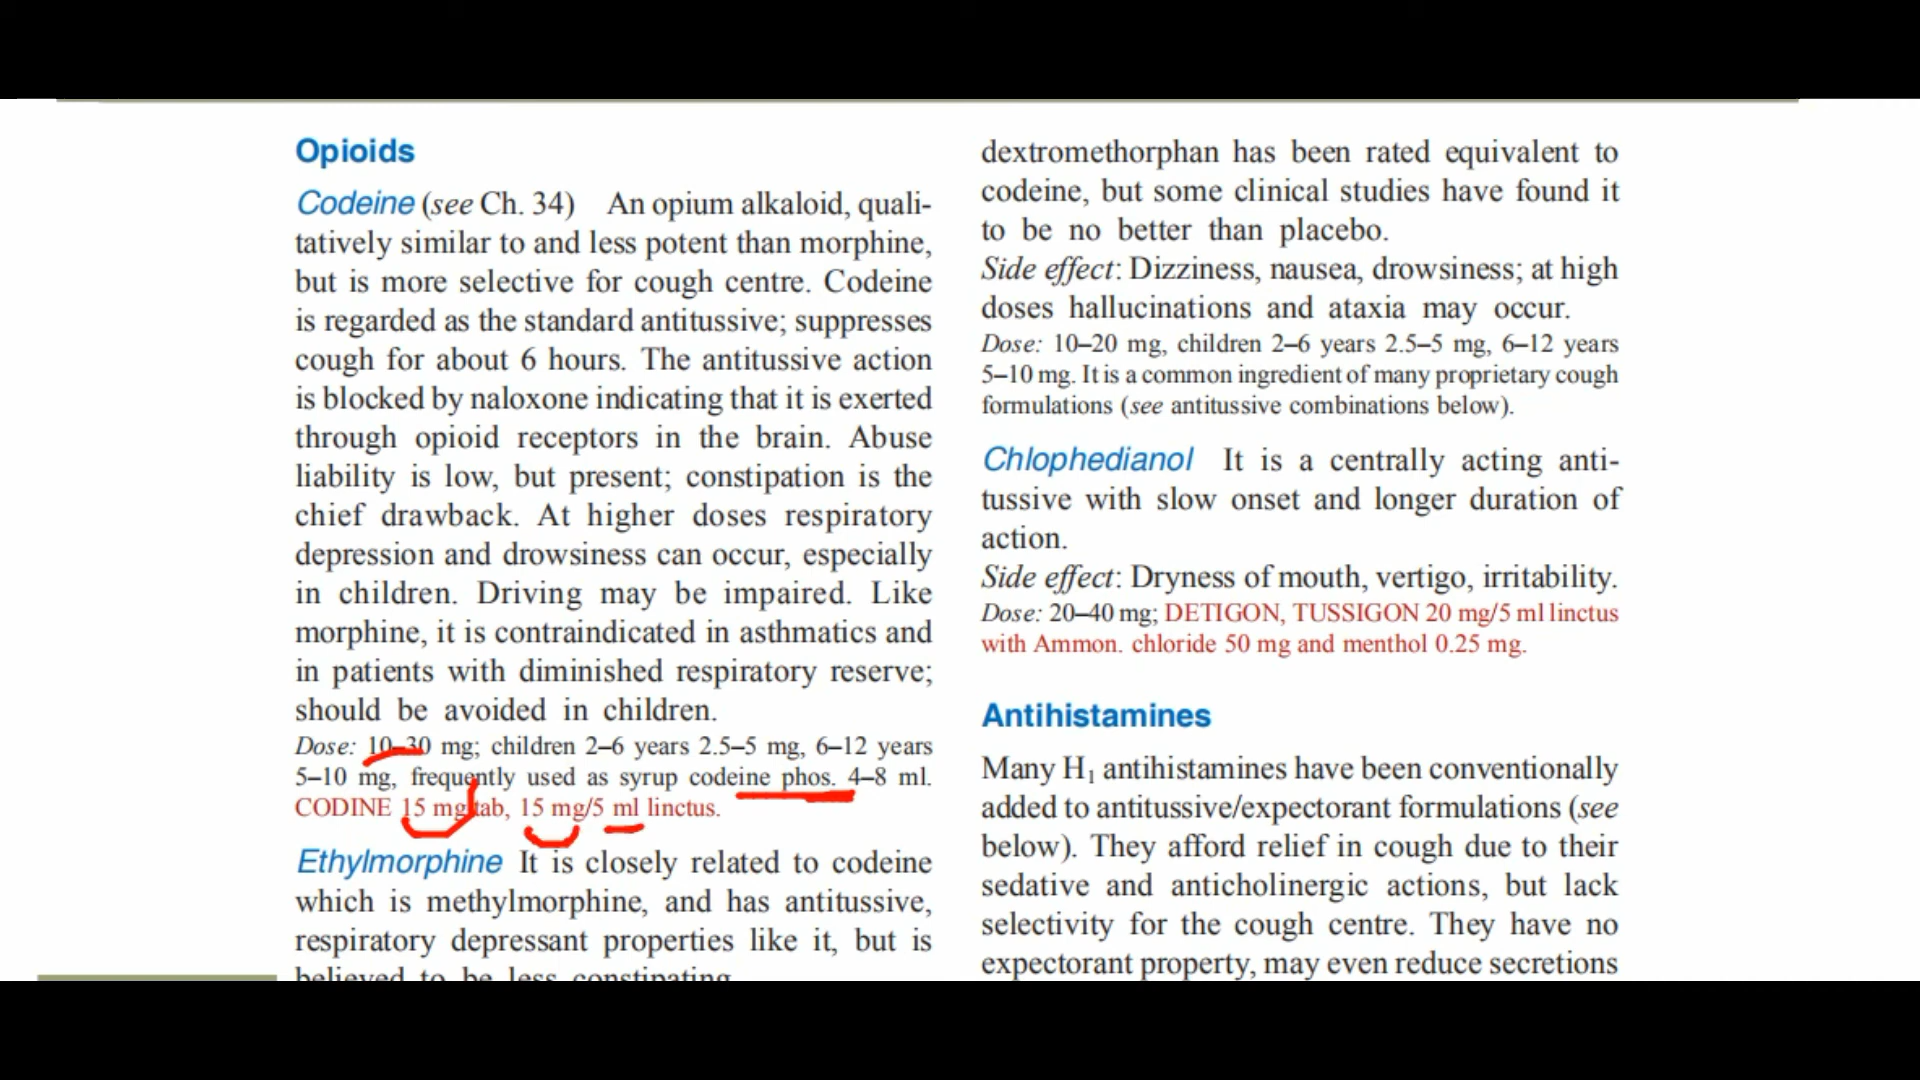 Opioids
Codeine (see Ch. 34) An opium alkaloid, quali-
tatively similar to and less potent than morphine,
but is more selective for cough centre. Codeine
is regarded as the standard antitussive; suppresses
cough for about 6 hours. The antitussive action
is blocked by naloxone indicating that it is exerted
through opioid receptors in the brain. Abuse
liability is low, but present; constipation is the
chief drawback. At higher doses respiratory
depression and drowsiness can occur, especially
in children. Driving may be impaired. Like
morphine, it is contraindicated in asthmatics and
in patients with diminished respiratory reserve;
should be avoided in children.
Dose: 10–30 mg; children 2–6 years 2.5–5 mg, 6–12 years
5–10 mg, frequently used as syrup codeine phos. 4–8 ml.
CODINE 15 mg tab, 15 mg/5 ml linctus.
Ethylmorphine It is closely related to codeine
which is methylmorphine, and has antitussive,
respiratory depressant properties like it, but is
believed to be less constipating.
dextromethorphan has been rated equivalent to
codeine, but some clinical studies have found it
to be no better than placebo.
Side effect: Dizziness, nausea, drowsiness; at high
doses hallucinations and ataxia may occur.
Dose: 10–20 mg, children 2–6 years 2.5–5 mg, 6–12 years
5–10 mg. It is a common ingredient of many proprietary cough
formulations (see antitussive combinations below).
Chlophedianol It is a centrally acting anti-
tussive with slow onset and longer duration of
action.
Side effect: Dryness of mouth, vertigo, irritability.
Dose: 20–40 mg; DETIGON, TUSSIGON 20 mg/5 ml linctus
with Ammon. chloride 50 mg and menthol 0.25 mg.
Antihistamines
Many H₁ antihistamines have been conventionally
added to antitussive/expectorant formulations (see
below). They afford relief in cough due to their
sedative and anticholinergic actions, but lack
selectivity for the cough centre. They have no
expectorant property, may even reduce secretions